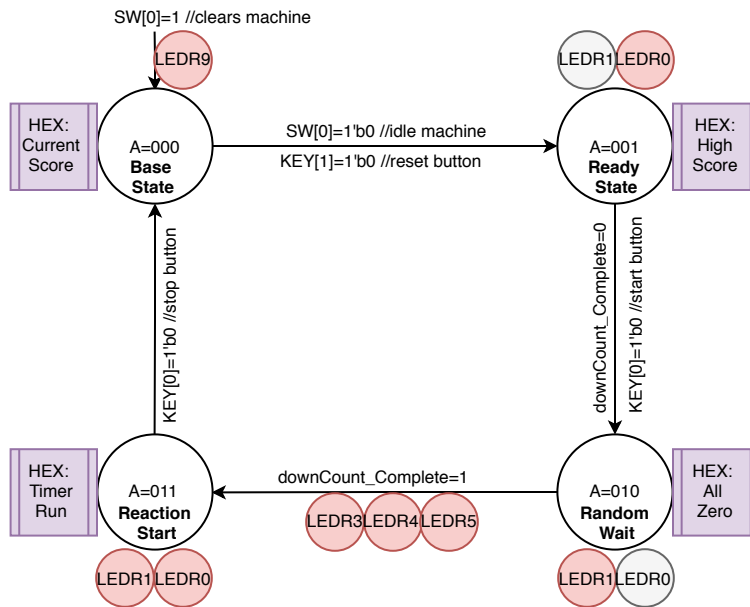 SW[0]=1 //clears machine
LEDR9
LEDR1
LEDR0
HEX:
Current
Score
A=000
Base
State
SW[0]=1'b0 //idle machine
KEY[1]=1'b0 //reset button
A=001
Ready
State
HEX:
High
Score
KEY[0]=1'b0 //stop button
downCount_Complete=0
KEY[0]=1'b0 //start button
HEX:
Timer
Run
A=011
Reaction
Start
downCount_Complete=1
LEDR3
LEDR4
LEDR5
A=010
Random
Wait
HEX:
All
Zero
LEDR1
LEDR0
LEDR1
LEDR0